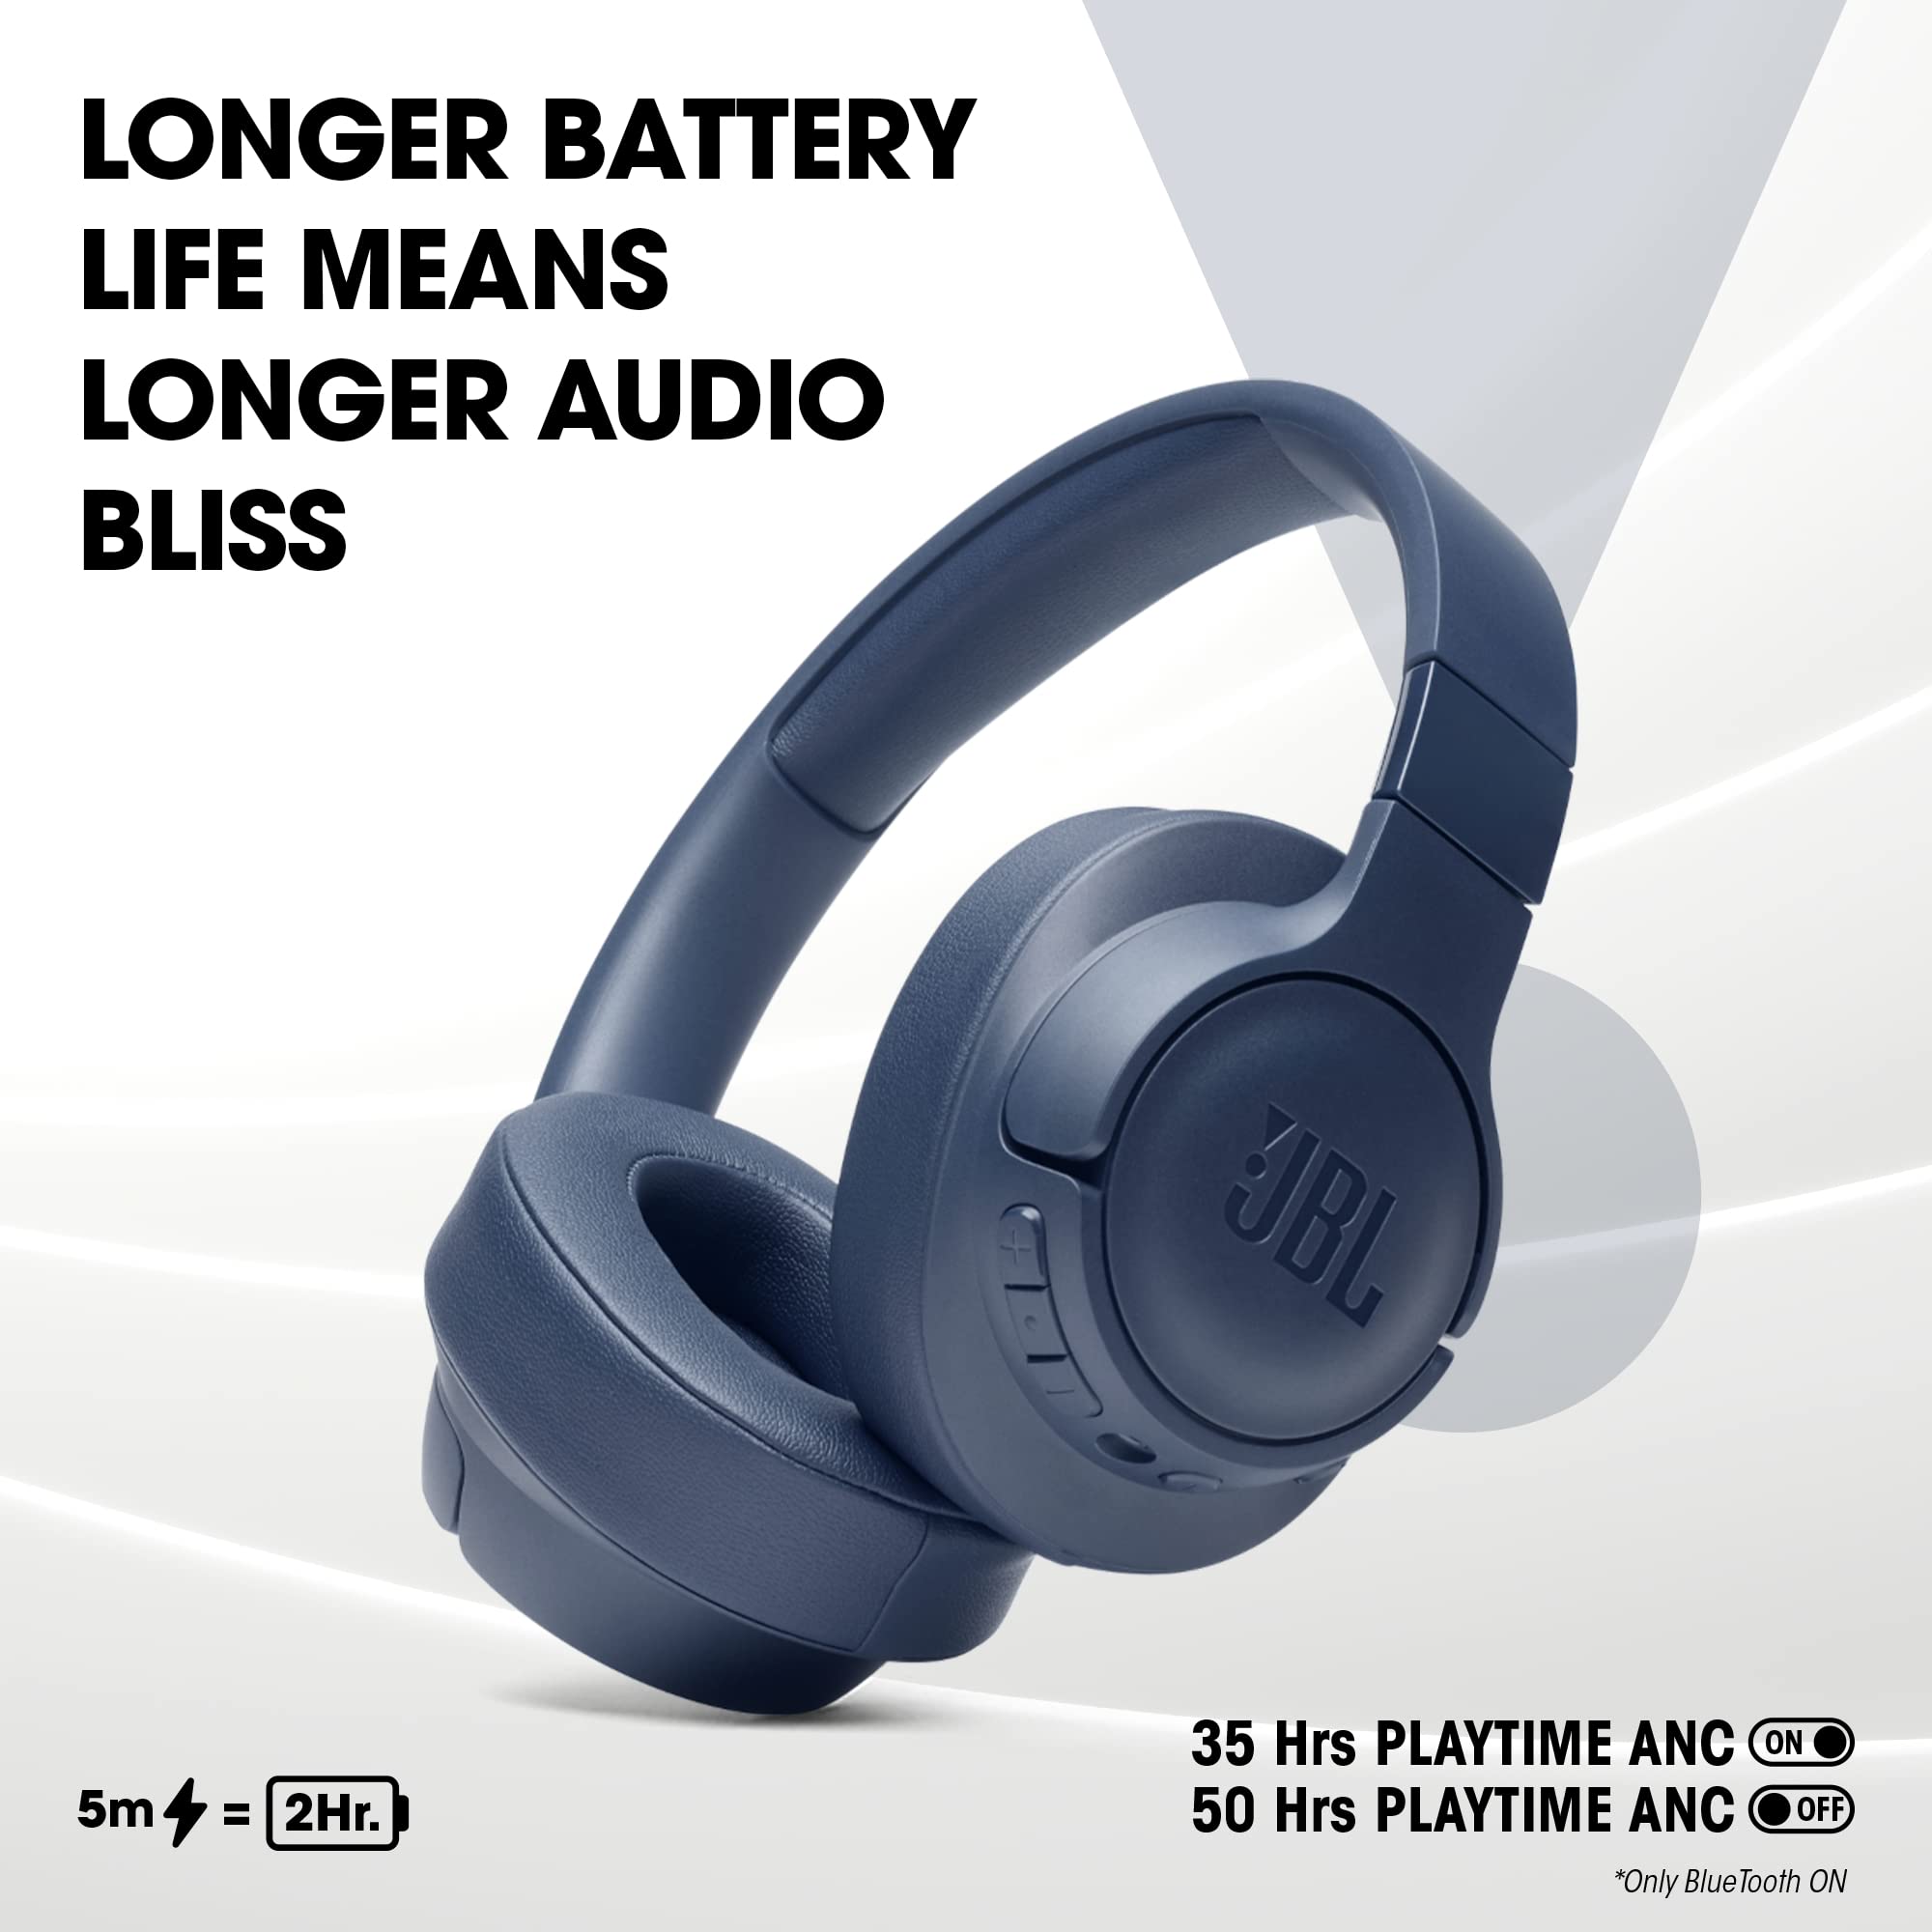 LONGER BATTERY
LIFE MEANS
LONGER AUDIO
BLISS
JBL
5m = 2Hr.
35 Hrs PLAYTIME ANC ON
50 Hrs PLAYTIME ANC OFF
*Only BlueTooth ON